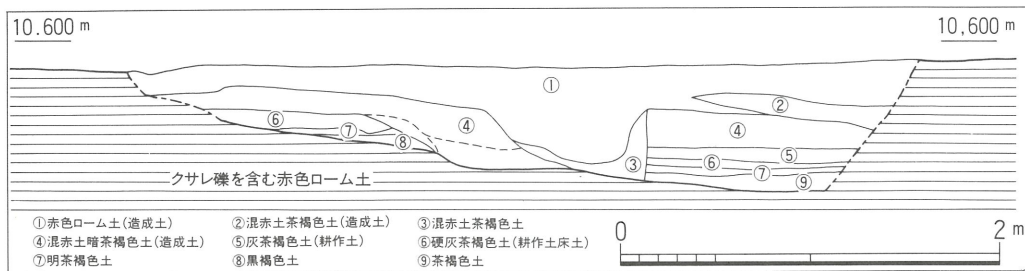 10.600 m
10,600 m
①
②
④
④
⑥
⑦
⑧
③
⑤
⑥
⑦
⑨
クサレ礫を含む赤色ローム土
①赤色ローム土(造成土) ②混赤土茶褐色土(造成土) ③混赤土茶褐色土
④混赤土暗茶褐色土(造成土) ⑤灰茶褐色土(耕作土) ⑥硬灰茶褐色土(耕作土床土)
⑦明茶褐色土 ⑧黒褐色土 ⑨茶褐色土
0 2 m